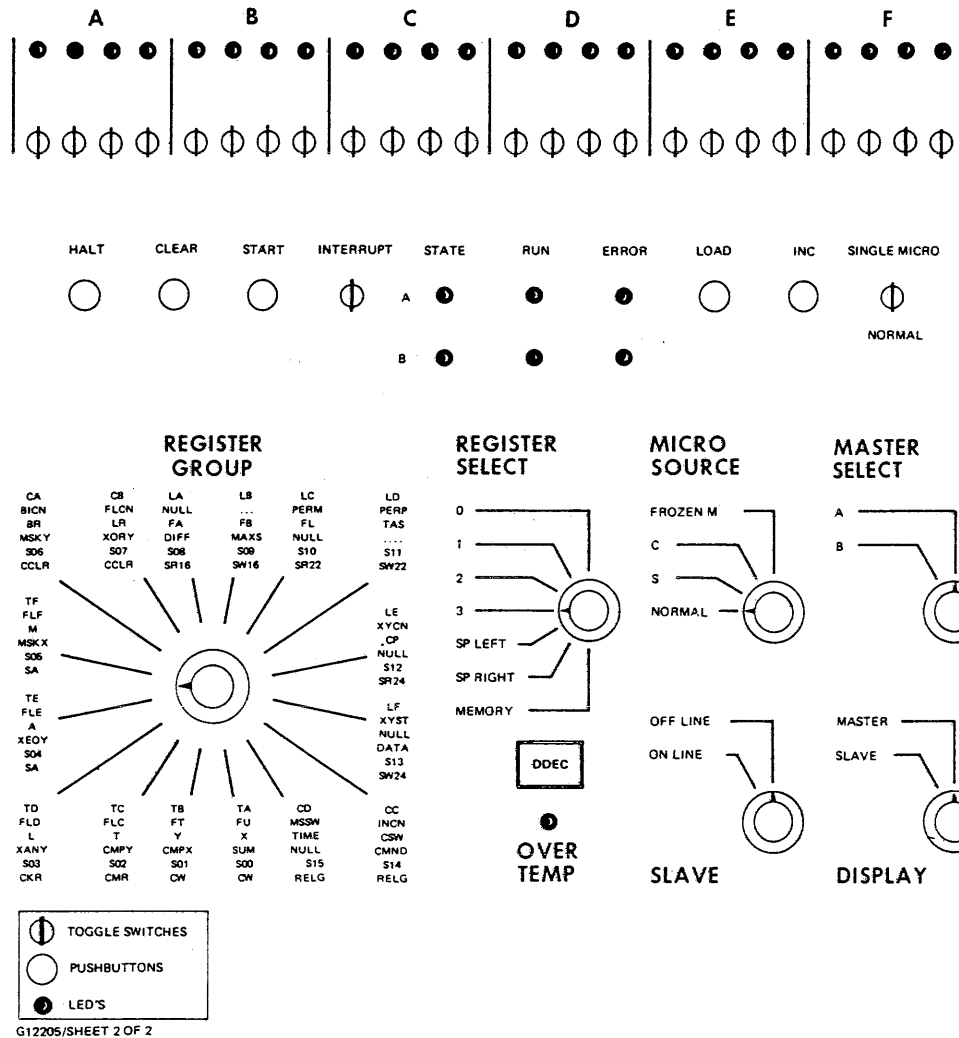 A B C D E F
HALT CLEAR START INTERRUPT STATE RUN ERROR LOAD INC SINGLE MICRO
A
NORMAL
B
REGISTER GROUP
CA
BICN
BR
MSKY
S06
CCLR
CB
FLCN
LR
XORY
S07
CCLR
LA
NULL
FA
DIFF
S08
SR16
LB
...
FB
MAXS
S09
SW16
LC
PERM
FL
NULL
S10
SR22
LD
PERP
TAS
....
S11
SW22
TF
FLF
M
MSKX
S05
SA
LE
XYCN
CP
NULL
S12
SR24
TE
FLE
A
XEOY
S04
SA
LF
XYST
NULL
DATA
S13
SW24
TD
FLD
L
XANY
S03
CKR
TC
FLC
T
CMPY
S02
CMR
TB
FT
Y
CMPX
S01
CW
TA
FU
X
SUM
S00
CW
CD
MSSW
TIME
NULL
S15
RELG
CC
INCN
CSW
CMND
S14
RELG
REGISTER
SELECT
0
1
2
3
SP LEFT
SP RIGHT
MEMORY
DDEC
OVER
TEMP
MICRO
SOURCE
FROZEN M
C
S
NORMAL
OFF LINE
ON LINE
SLAVE
MASTER
SELECT
A
B
MASTER
SLAVE
DISPLAY
TOGGLE SWITCHES
PUSHBUTTONS
LED'S
G12205/SHEET 2 OF 2